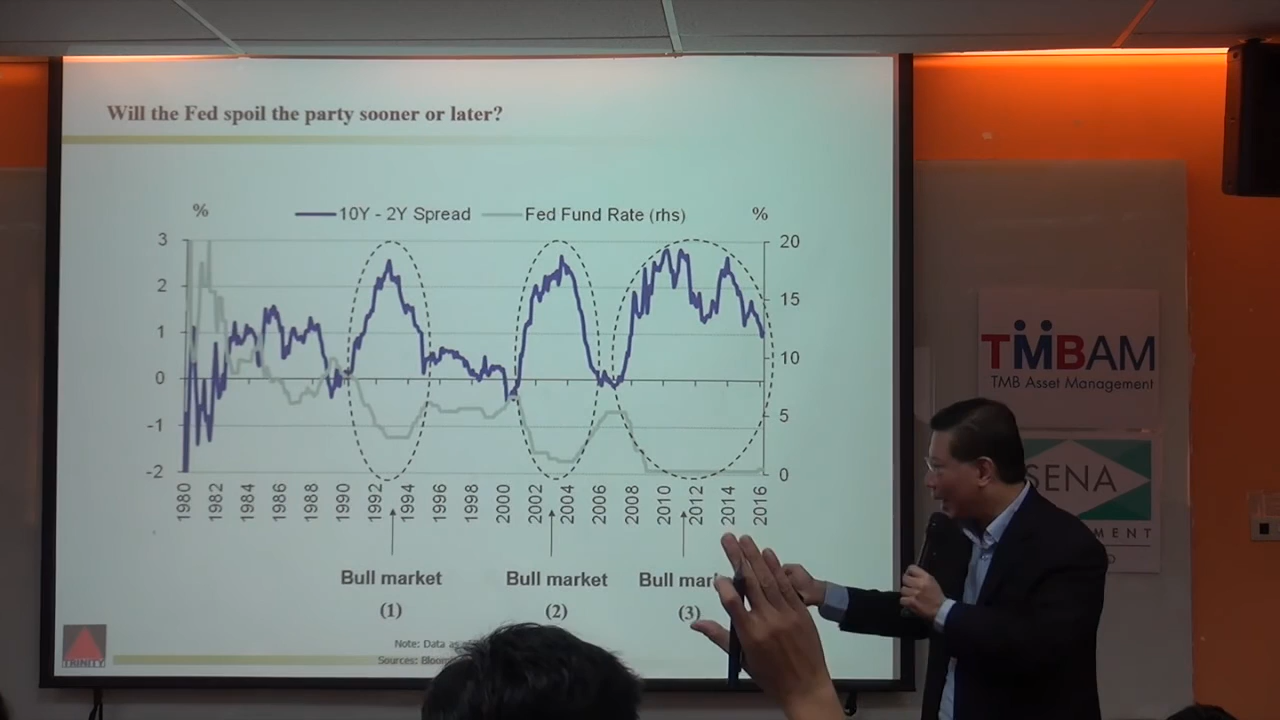 Will the Fed spoil the party sooner or later?
% 10Y - 2Y Spread Fed Fund Rate (rhs) %
3 20
2 15
1
0 10
-1 5
-2 0
1980 1982 1984 1986 1988 1990 1992 1994 1996 1998 2000 2002 2004 2006 2008 2010 2012 2014 2016
Bull market Bull market Bull
(1) (2) (3)
Note: Data
Sources:
TRINITY
TMBAM
TMB Asset Management
SENA